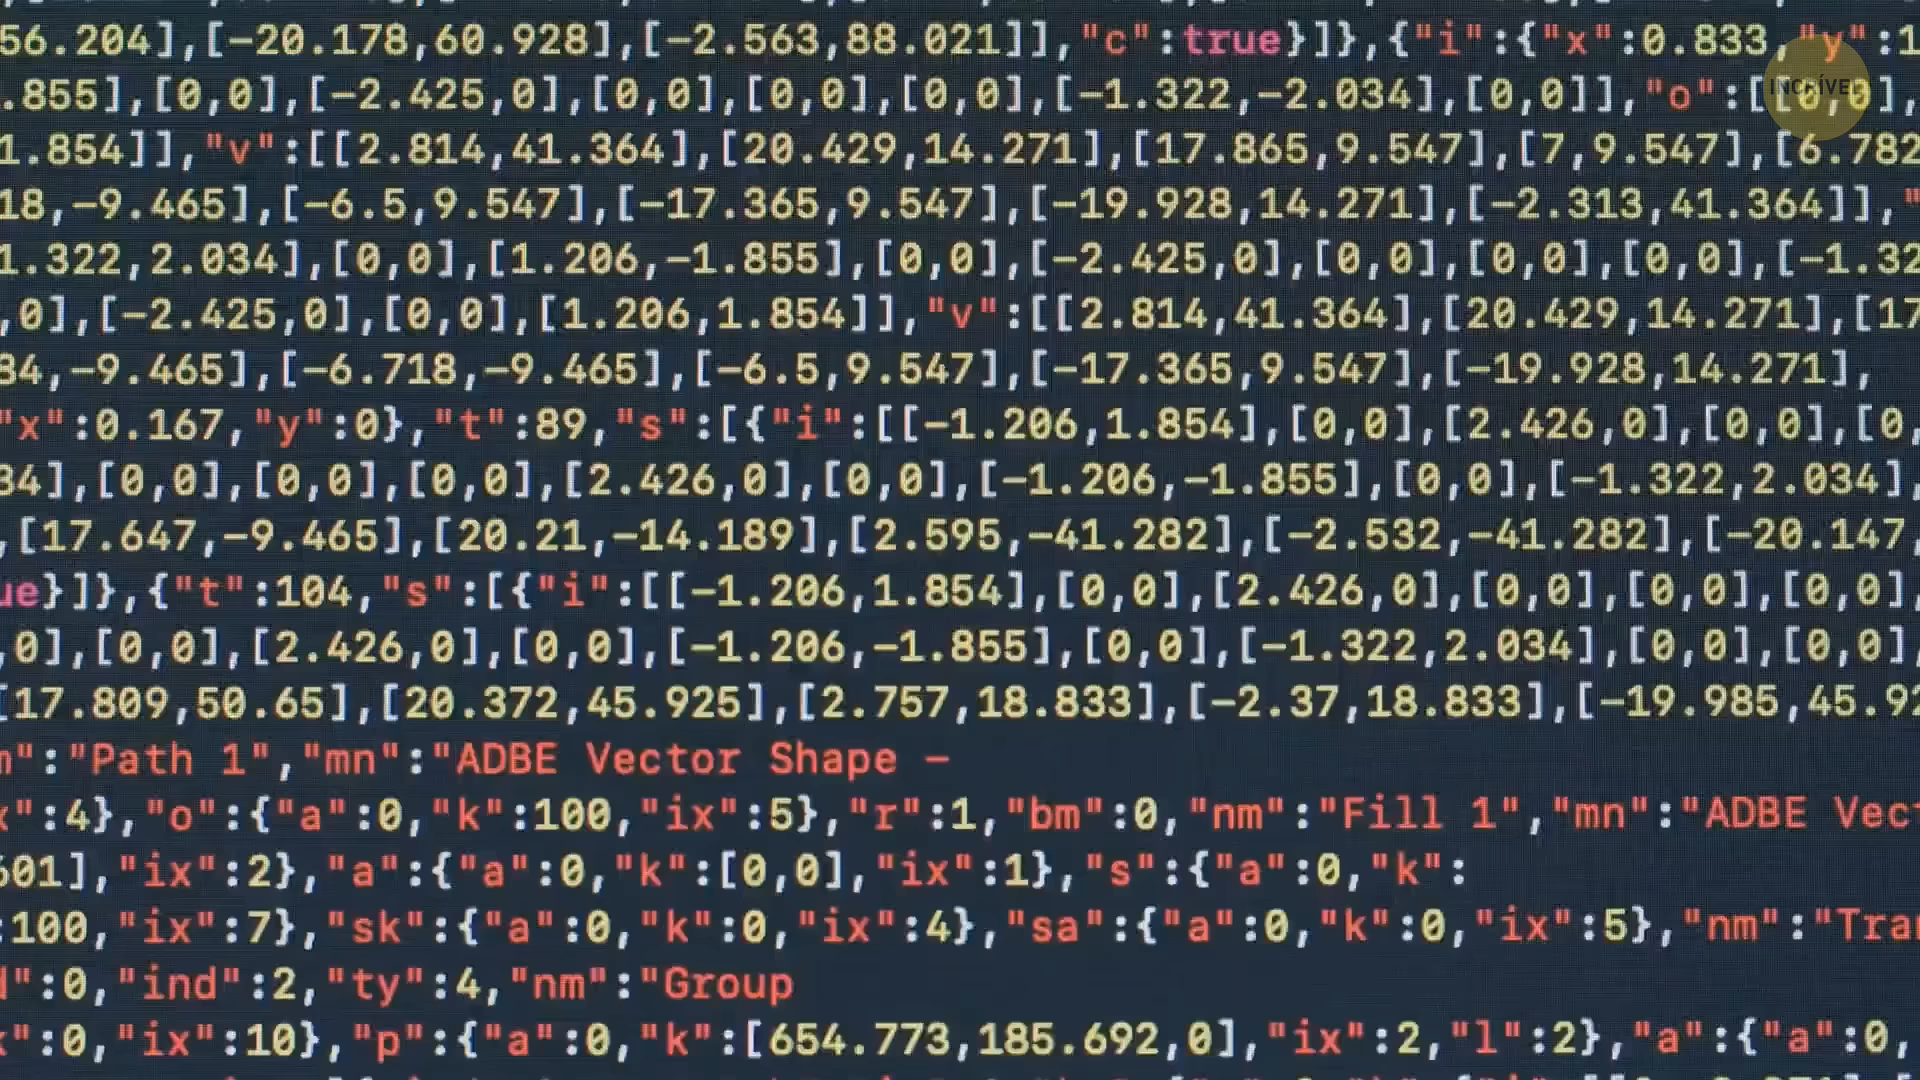 56.204],[-20.178,60.928],[-2.563,88.021]],"c":true}]},{"i":{"x":0.833,"y":1
INCRÍVEL
.855],[0,0],[-2.425,0],[0,0],[0,0],[0,0],[-1.322,-2.034],[0,0]],"o":[[0,0],
1.854]],"v":[[2.814,41.364],[20.429,14.271],[17.865,9.547],[7,9.547],[6.782
18,-9.465],[-6.5,9.547],[-17.365,9.547],[-19.928,14.271],[-2.313,41.364]],"
1.322,2.034],[0,0],[1.206,-1.855],[0,0],[-2.425,0],[0,0],[0,0],[0,0],[-1.32
,0],[-2.425,0],[0,0],[1.206,1.854]],"v":[[2.814,41.364],[20.429,14.271],[17
84,-9.465],[-6.718,-9.465],[-6.5,9.547],[-17.365,9.547],[-19.928,14.271],
"x":0.167,"y":0},"t":89,"s":[{"i":[[-1.206,1.854],[0,0],[2.426,0],[0,0],[0,
34],[0,0],[0,0],[0,0],[2.426,0],[0,0],[-1.206,-1.855],[0,0],[-1.322,2.034],
,[17.647,-9.465],[20.21,-14.189],[2.595,-41.282],[-2.532,-41.282],[-20.147,
ue}]},{"t":104,"s":[{"i":[[-1.206,1.854],[0,0],[2.426,0],[0,0],[0,0],[0,0],
,0],[0,0],[2.426,0],[0,0],[-1.206,-1.855],[0,0],[-1.322,2.034],[0,0],[0,0],
[17.809,50.65],[20.372,45.925],[2.757,18.833],[-2.37,18.833],[-19.985,45.92
m":"Path 1","mn":"ADBE Vector Shape -
":4},"o":{"a":0,"k":100,"ix":5},"r":1,"bm":0,"nm":"Fill 1","mn":"ADBE Vect
601],"ix":2},"a":{"a":0,"k":[0,0],"ix":1},"s":{"a":0,"k":
:100,"ix":7},"sk":{"a":0,"k":0,"ix":4},"sa":{"a":0,"k":0,"ix":5},"nm":"Tra
d":0,"ind":2,"ty":4,"nm":"Group
k":0,"ix":10},"p":{"a":0,"k":[654.773,185.692,0],"ix":2,"l":2},"a":{"a":0,